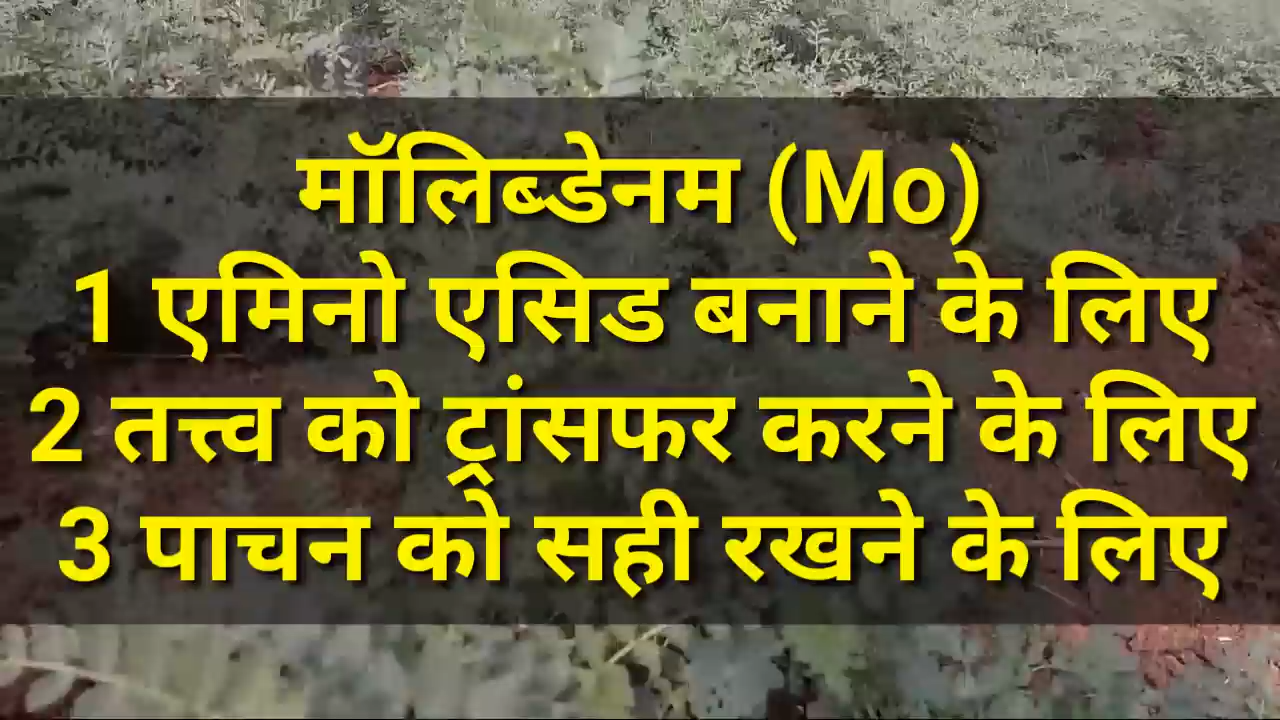 मॉलिब्डेनम (Mo)
1 एमिनो एसिड बनाने के लिए
2 तत्त्व को ट्रांसफर करने के लिए
3 पाचन को सही रखने के लिए